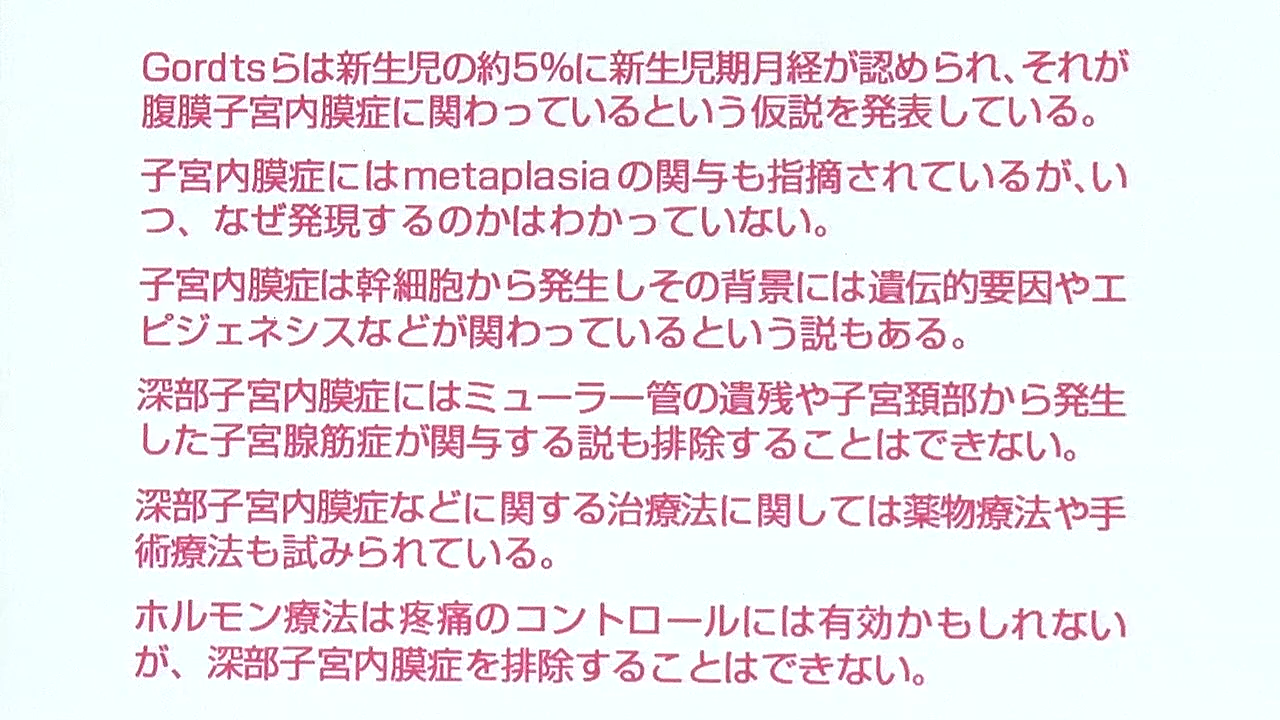 Gordtsらは新生児の約5%に新生児期月経が認められ、それが
腹膜子宮内膜症に関わっているという仮説を発表している。
子宮内膜症にはmetaplasiaの関与も指摘されているが、い
つ、なぜ発現するのかはわかっていない。
子宮内膜症は幹細胞から発生しその背景には遺伝的要因やエ
ピジェネシスなどが関わっているという説もある。
深部子宮内膜症にはミューラー管の遺残や子宮頚部から発生
した子宮腺筋症が関与する説も排除することはできない。
深部子宮内膜症などに関する治療法に関しては薬物療法や手
術療法も試みられている。
ホルモン療法は疼痛のコントロールには有効かもしれない
が、深部子宮内膜症を排除することはできない。